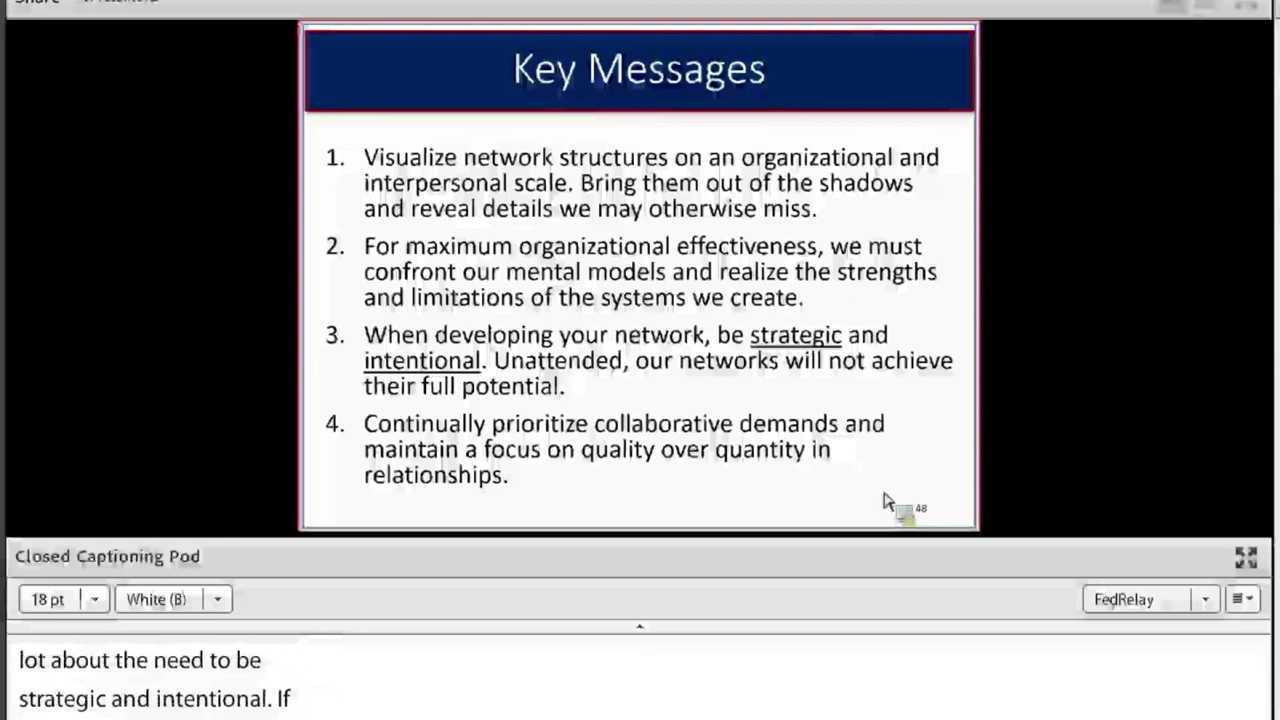 Key Messages
1. Visualize network structures on an organizational and
interpersonal scale. Bring them out of the shadows
and reveal details we may otherwise miss.
2. For maximum organizational effectiveness, we must
confront our mental models and realize the strengths
and limitations of the systems we create.
3. When developing your network, be strategic and
intentional. Unattended, our networks will not achieve
their full potential.
4. Continually prioritize collaborative demands and
maintain a focus on quality over quantity in
relationships.
48
Closed Captioning Pod
18 pt White (B) FedRelay
lot about the need to be
strategic and intentional. If